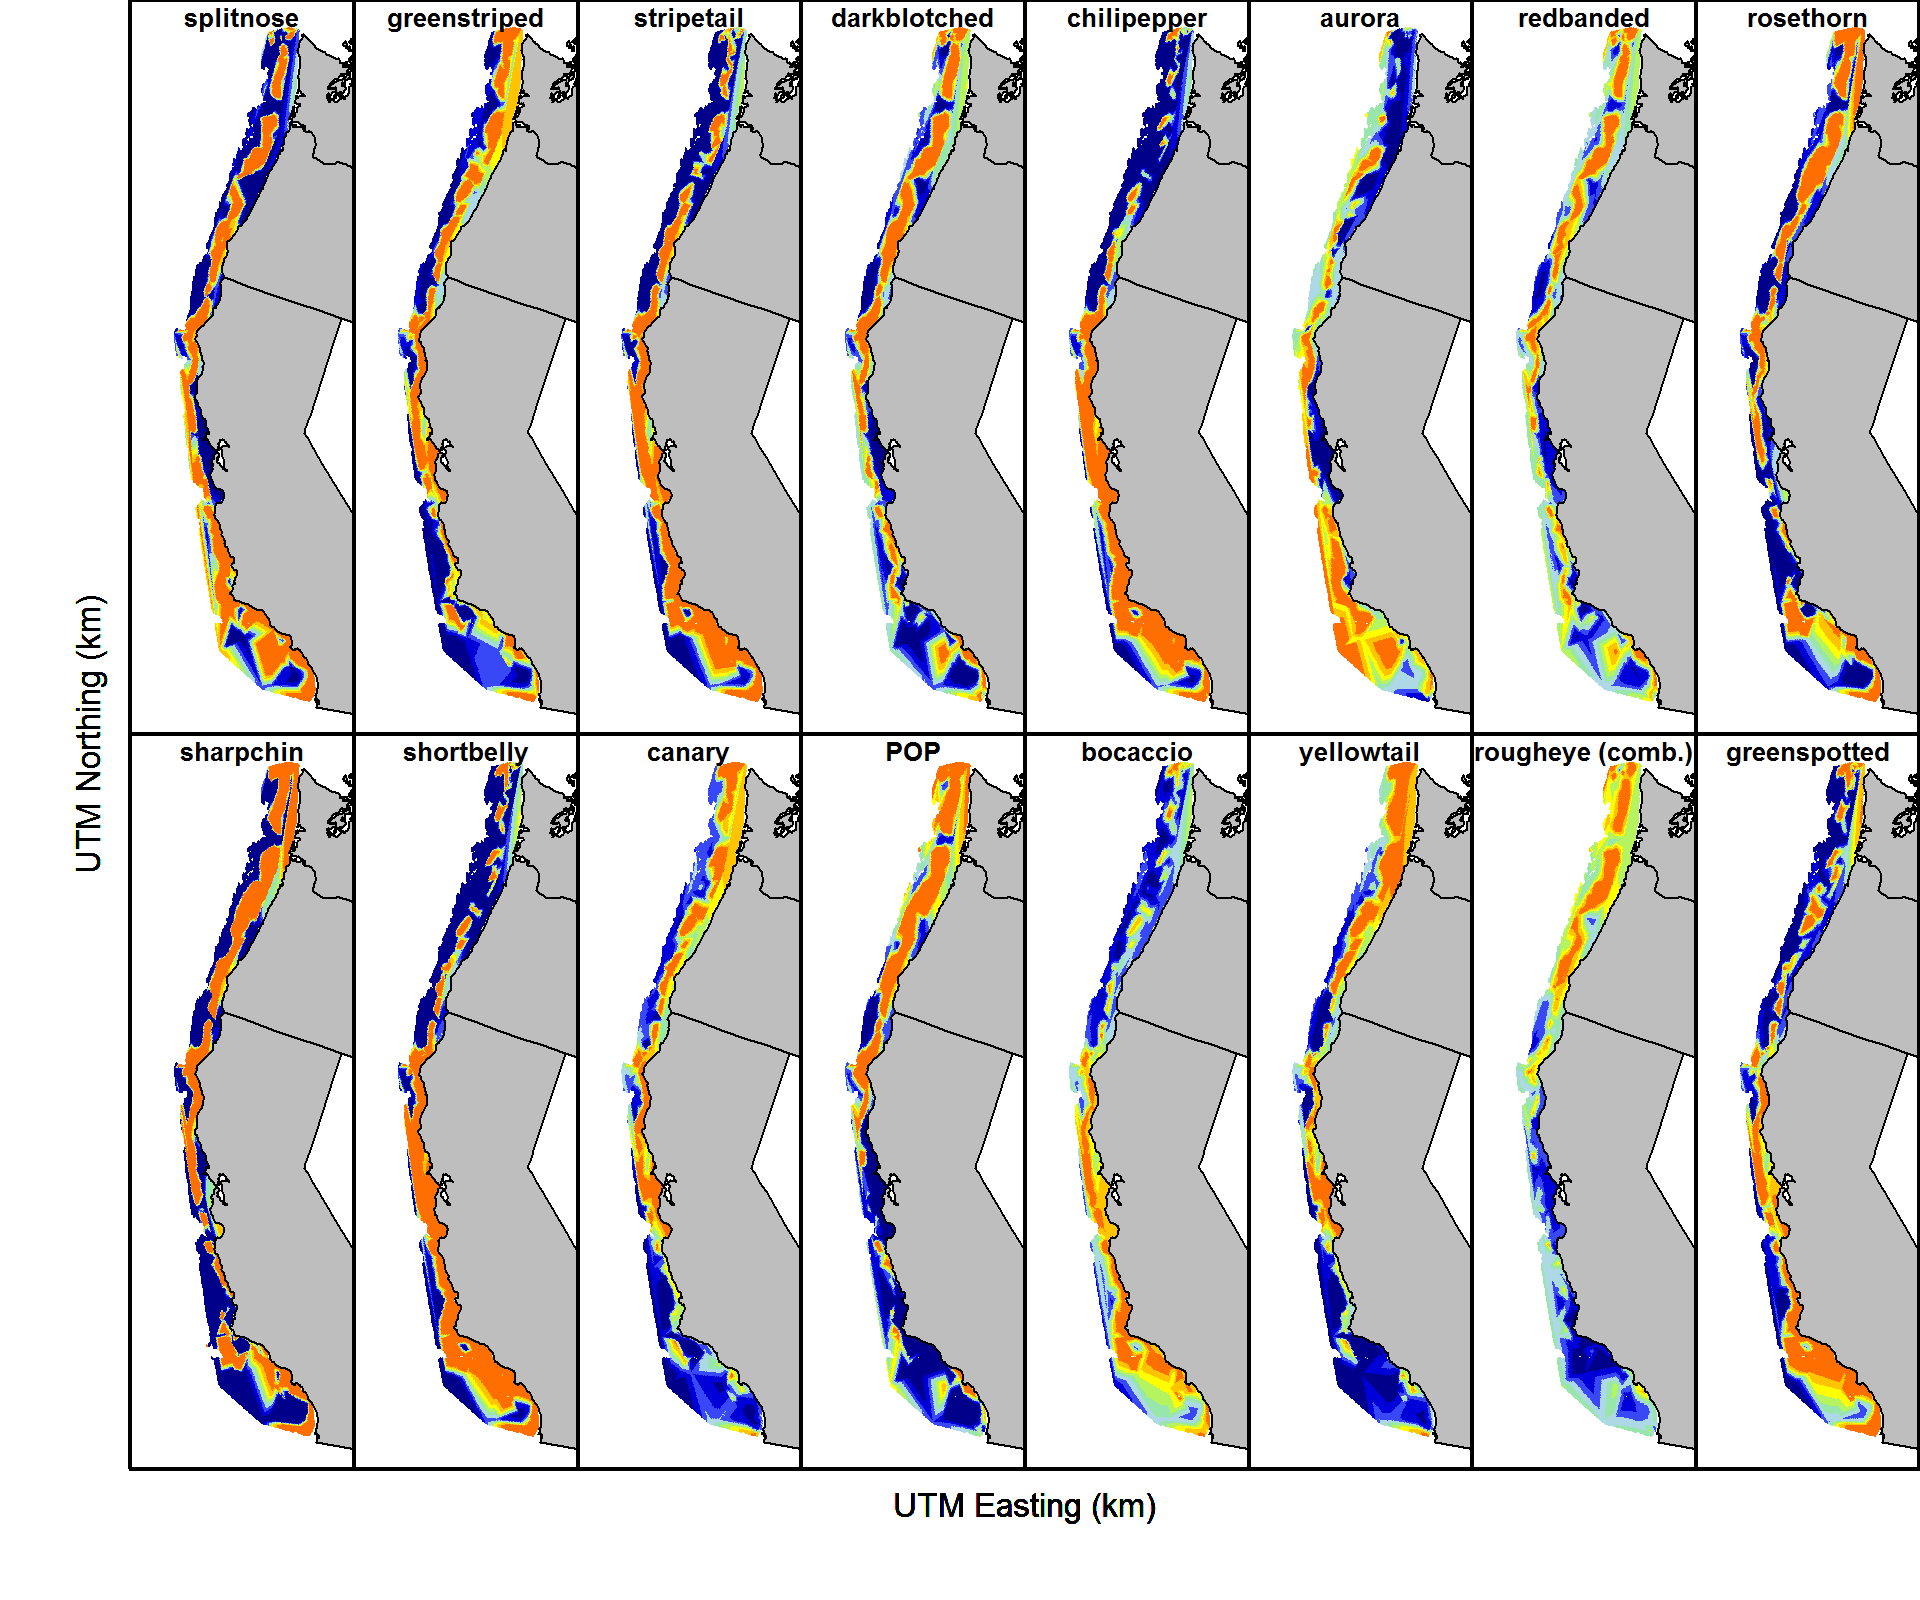 splitnose greenstriped stripetail darkblotched chilipepper aurora redbanded rosethorn
sharpchin shortbelly canary POP bocaccio yellowtail rougheye (comb.) greenspotted
UTM Northing (km)
UTM Easting (km)